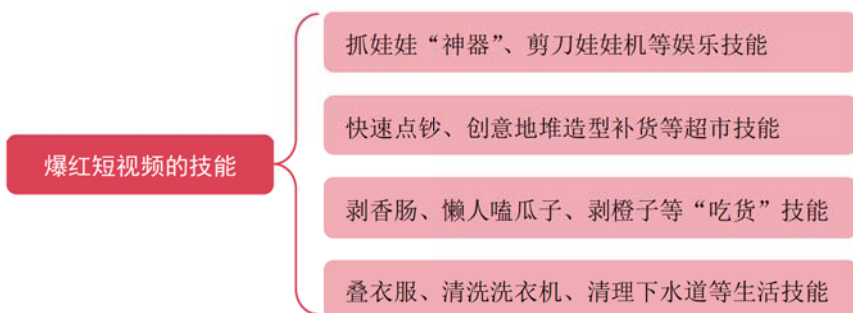 爆红短视频的技能
抓娃娃“神器”、剪刀娃娃机等娱乐技能
快速点钞、创意地堆造型补货等超市技能
剥香肠、懒人嗑瓜子、剥橙子等“吃货”技能
叠衣服、清洗洗衣机、清理下水道等生活技能